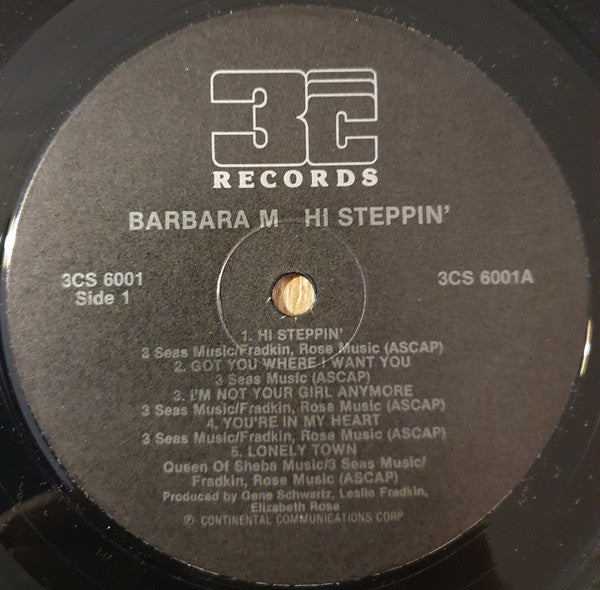 3C
RECORDS
BARBARA M HI STEPPIN'
3CS 6001
Side 1
3CS 6001A
1. HI STEPPIN'
3 Seas Music/Fradkin, Rose Music (ASCAP)
2. GOT YOU WHERE I WANT YOU
3 Seas Music (ASCAP)
3. I'M NOT YOUR GIRL ANYMORE
3 Seas Music/Fradkin, Rose Music (ASCAP)
4. YOU'RE IN MY HEART
3 Seas Music/Fradkin, Rose Music (ASCAP)
5. LONELY TOWN
Queen Of Sheba Music/3 Seas Music/
Fradkin, Rose Music (ASCAP)
Produced by Gene Schwartz, Leslie Fradkin,
Elizabeth Rose
℗ CONTINENTAL COMMUNICATIONS CORP